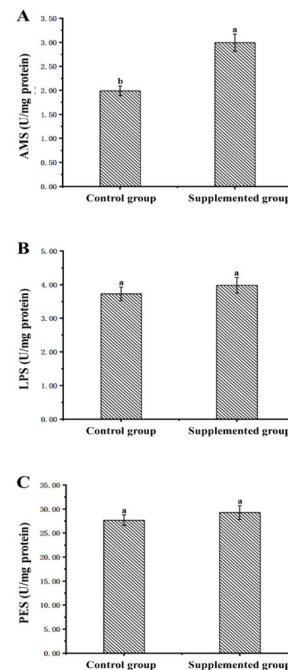 A
AMS (U/mg protein)
3.50
3.00
2.50
2.00
1.50
1.00
0.50
0.00
b
a
Control group
Supplemented group
B
LPS (U/mg protein)
5.00
4.00
3.00
2.00
1.00
0.00
a
a
Control group
Supplemented group
C
PES (U/mg protein)
35.00
30.00
25.00
20.00
15.00
10.00
5.00
0.00
a
a
Control group
Supplemented group